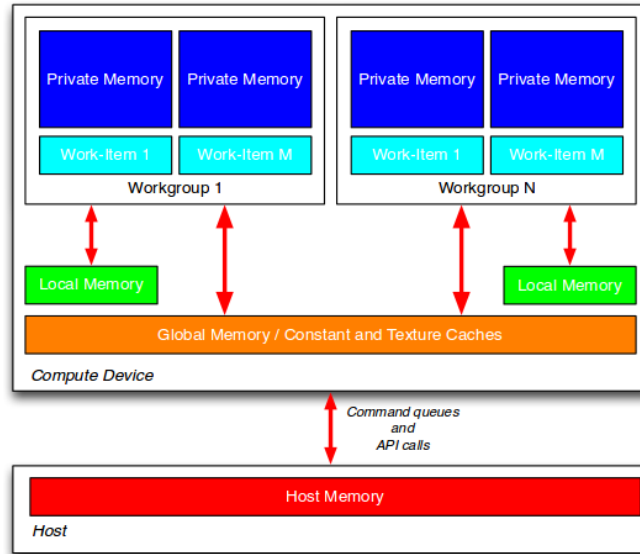 Private Memory
Private Memory
Private Memory
Private Memory
Work-Item 1
Work-Item M
Work-Item 1
Work-Item M
Workgroup 1
Workgroup N
Local Memory
Local Memory
Global Memory / Constant and Texture Caches
Compute Device
Command queues
and
API calls
Host Memory
Host